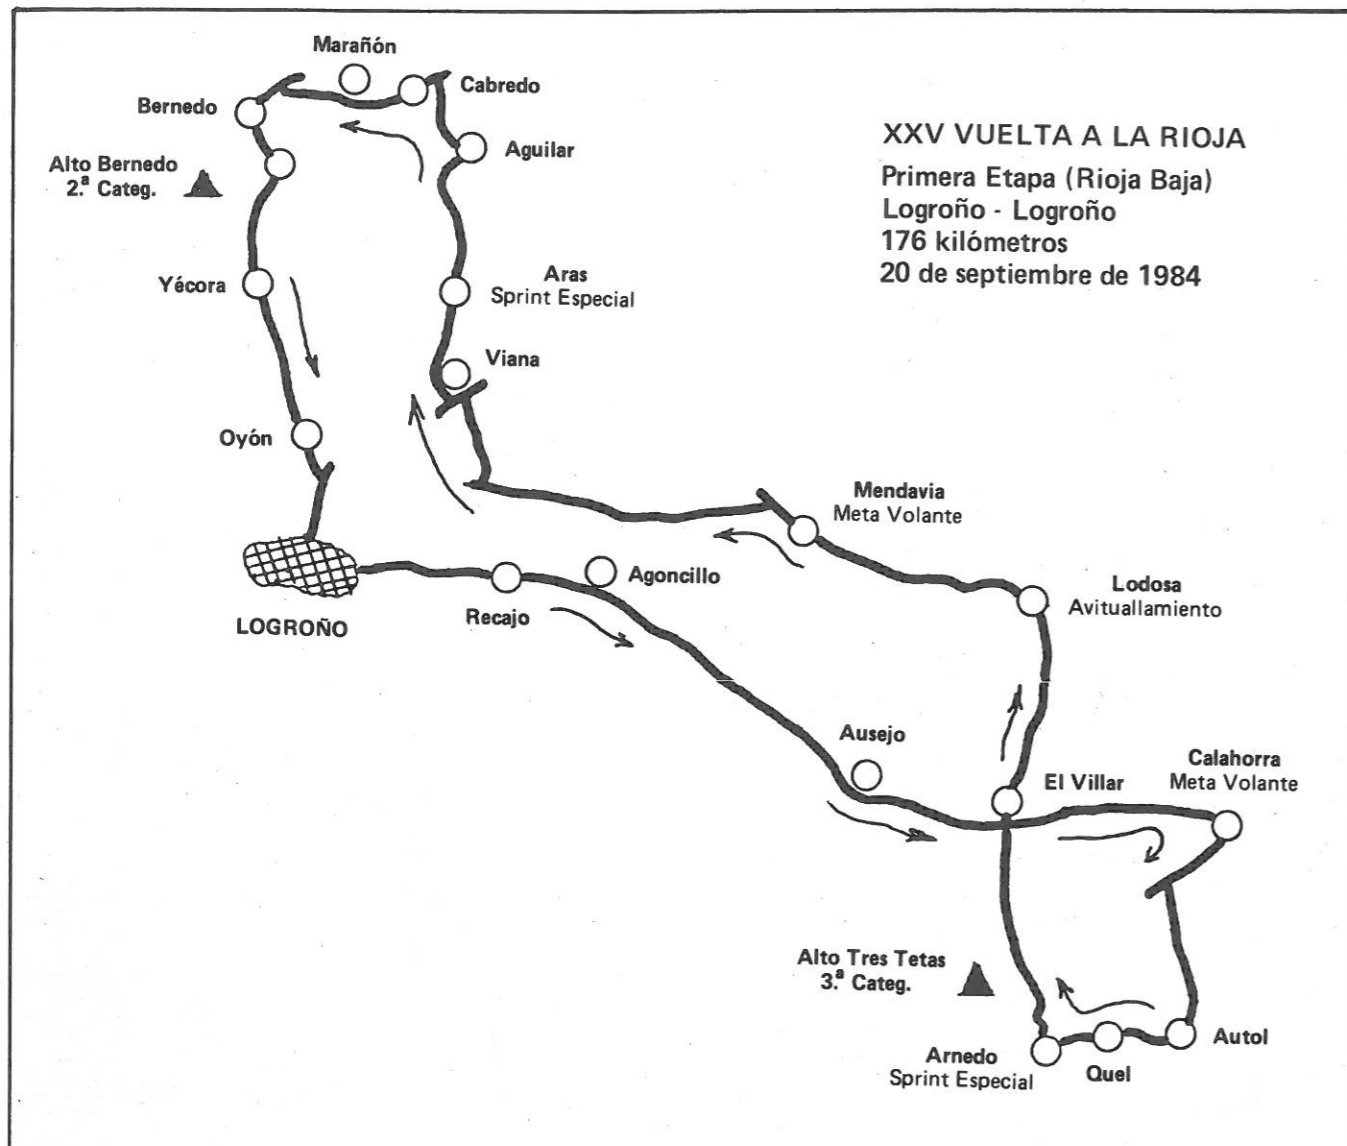 XXV VUELTA A LA RIOJA
Primera Etapa (Rioja Baja)
Logroño - Logroño
176 kilómetros
20 de septiembre de 1984
Marañón
Cabredo
Bernedo
Aguilar
Alto Bernedo
2.ª Categ.
Yécora
Aras
Sprint Especial
Viana
Oyón
Mendavia
Meta Volante
Agoncillo
Lodosa
Avituallamiento
Recajo
LOGROÑO
Ausejo
El Villar
Calahorra
Meta Volante
Alto Tres Tetas
3.ª Categ.
Autol
Arnedo
Sprint Especial
Quel